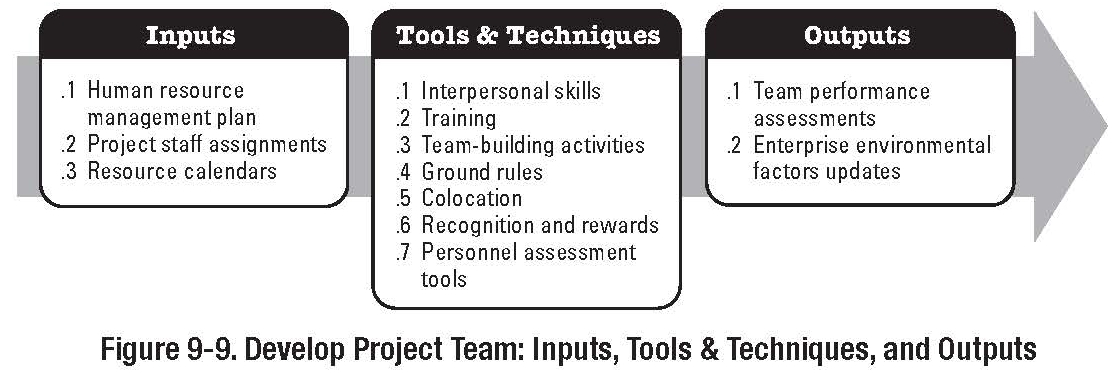 Inputs
.1 Human resource
management plan
.2 Project staff assignments
.3 Resource calendars
Tools & Techniques
.1 Interpersonal skills
.2 Training
.3 Team-building activities
.4 Ground rules
.5 Colocation
.6 Recognition and rewards
.7 Personnel assessment
tools
Outputs
.1 Team performance
assessments
.2 Enterprise environmental
factors updates
Figure 9-9. Develop Project Team: Inputs, Tools & Techniques, and Outputs